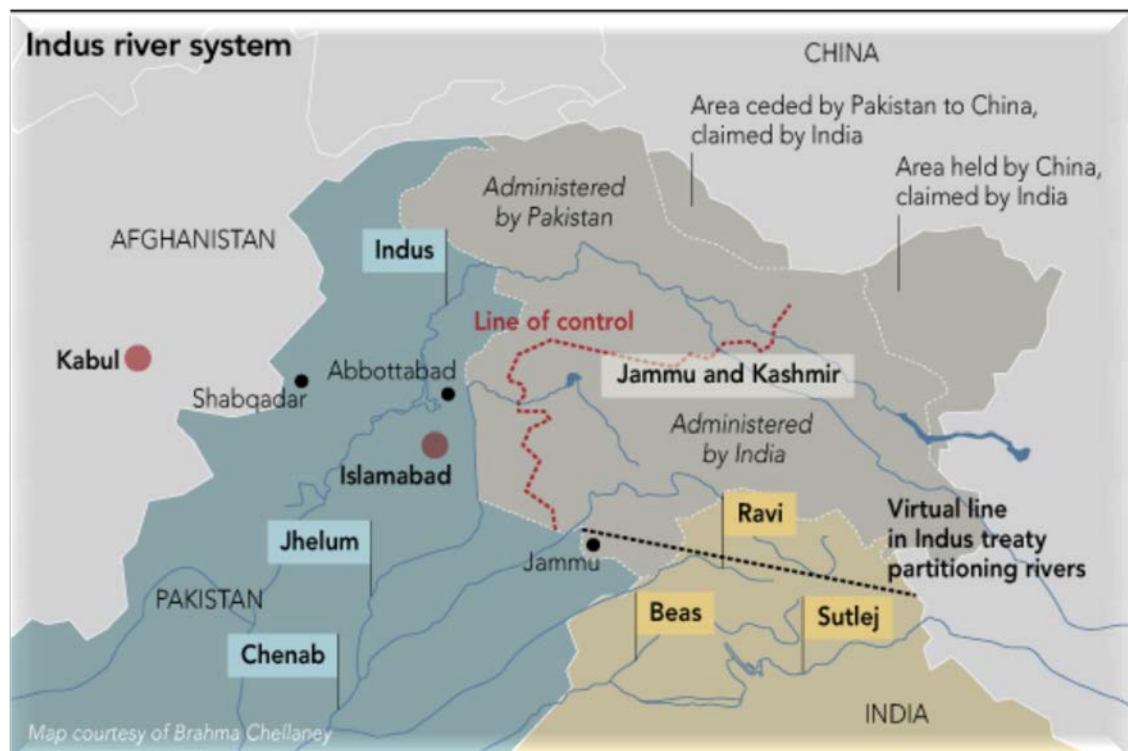 Indus river system
CHINA
Area ceded by Pakistan to China,
claimed by India
Area held by China,
claimed by India
Administered
by Pakistan
AFGHANISTAN
Indus
Line of control
Kabul
Abbottabad
Shabqadar
Jammu and Kashmir
Administered
by India
Islamabad
Ravi
Virtual line
in Indus treaty
partitioning rivers
Jhelum
Jammu
PAKISTAN
Beas
Sutlej
Chenab
INDIA
Map courtesy of Brahma Chellaney